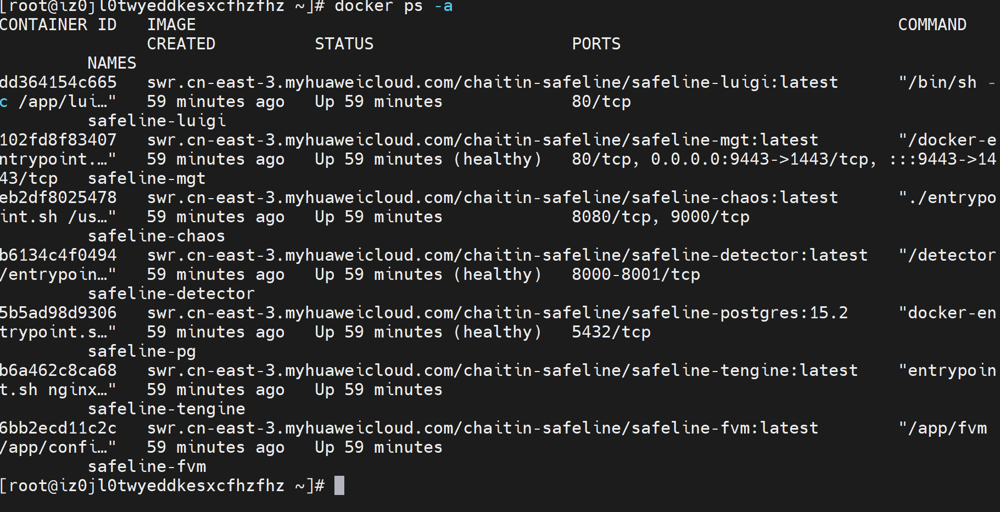 [root@iz0jl0twyeddkesxcfhzfhz ~]# docker ps -a
CONTAINER ID   IMAGE                                                                       COMMAND
               CREATED          STATUS                    PORTS
         NAMES
dd364154c665   swr.cn-east-3.myhuaweicloud.com/chaitin-safeline/safeline-luigi:latest      "/bin/sh -
c /app/lui…"   59 minutes ago   Up 59 minutes             80/tcp
         safeline-luigi
102fd8f83407   swr.cn-east-3.myhuaweicloud.com/chaitin-safeline/safeline-mgt:latest        "/docker-e
ntrypoint.…"   59 minutes ago   Up 59 minutes (healthy)   80/tcp, 0.0.0.0:9443->1443/tcp, :::9443->14
43/tcp   safeline-mgt
eb2df8025478   swr.cn-east-3.myhuaweicloud.com/chaitin-safeline/safeline-chaos:latest      "./entrypo
int.sh /us…"   59 minutes ago   Up 59 minutes             8080/tcp, 9000/tcp
         safeline-chaos
b6134c4f0494   swr.cn-east-3.myhuaweicloud.com/chaitin-safeline/safeline-detector:latest   "/detector
/entrypoin…"   59 minutes ago   Up 59 minutes (healthy)   8000-8001/tcp
         safeline-detector
5b5ad98d9306   swr.cn-east-3.myhuaweicloud.com/chaitin-safeline/safeline-postgres:15.2     "docker-en
trypoint.s…"   59 minutes ago   Up 59 minutes (healthy)   5432/tcp
         safeline-pg
b6a462c8ca68   swr.cn-east-3.myhuaweicloud.com/chaitin-safeline/safeline-tengine:latest    "entrypoin
t.sh nginx…"   59 minutes ago   Up 59 minutes
         safeline-tengine
6bb2ecd11c2c   swr.cn-east-3.myhuaweicloud.com/chaitin-safeline/safeline-fvm:latest        "/app/fvm
/app/confi…"   59 minutes ago   Up 59 minutes
         safeline-fvm
[root@iz0jl0twyeddkesxcfhzfhz ~]#